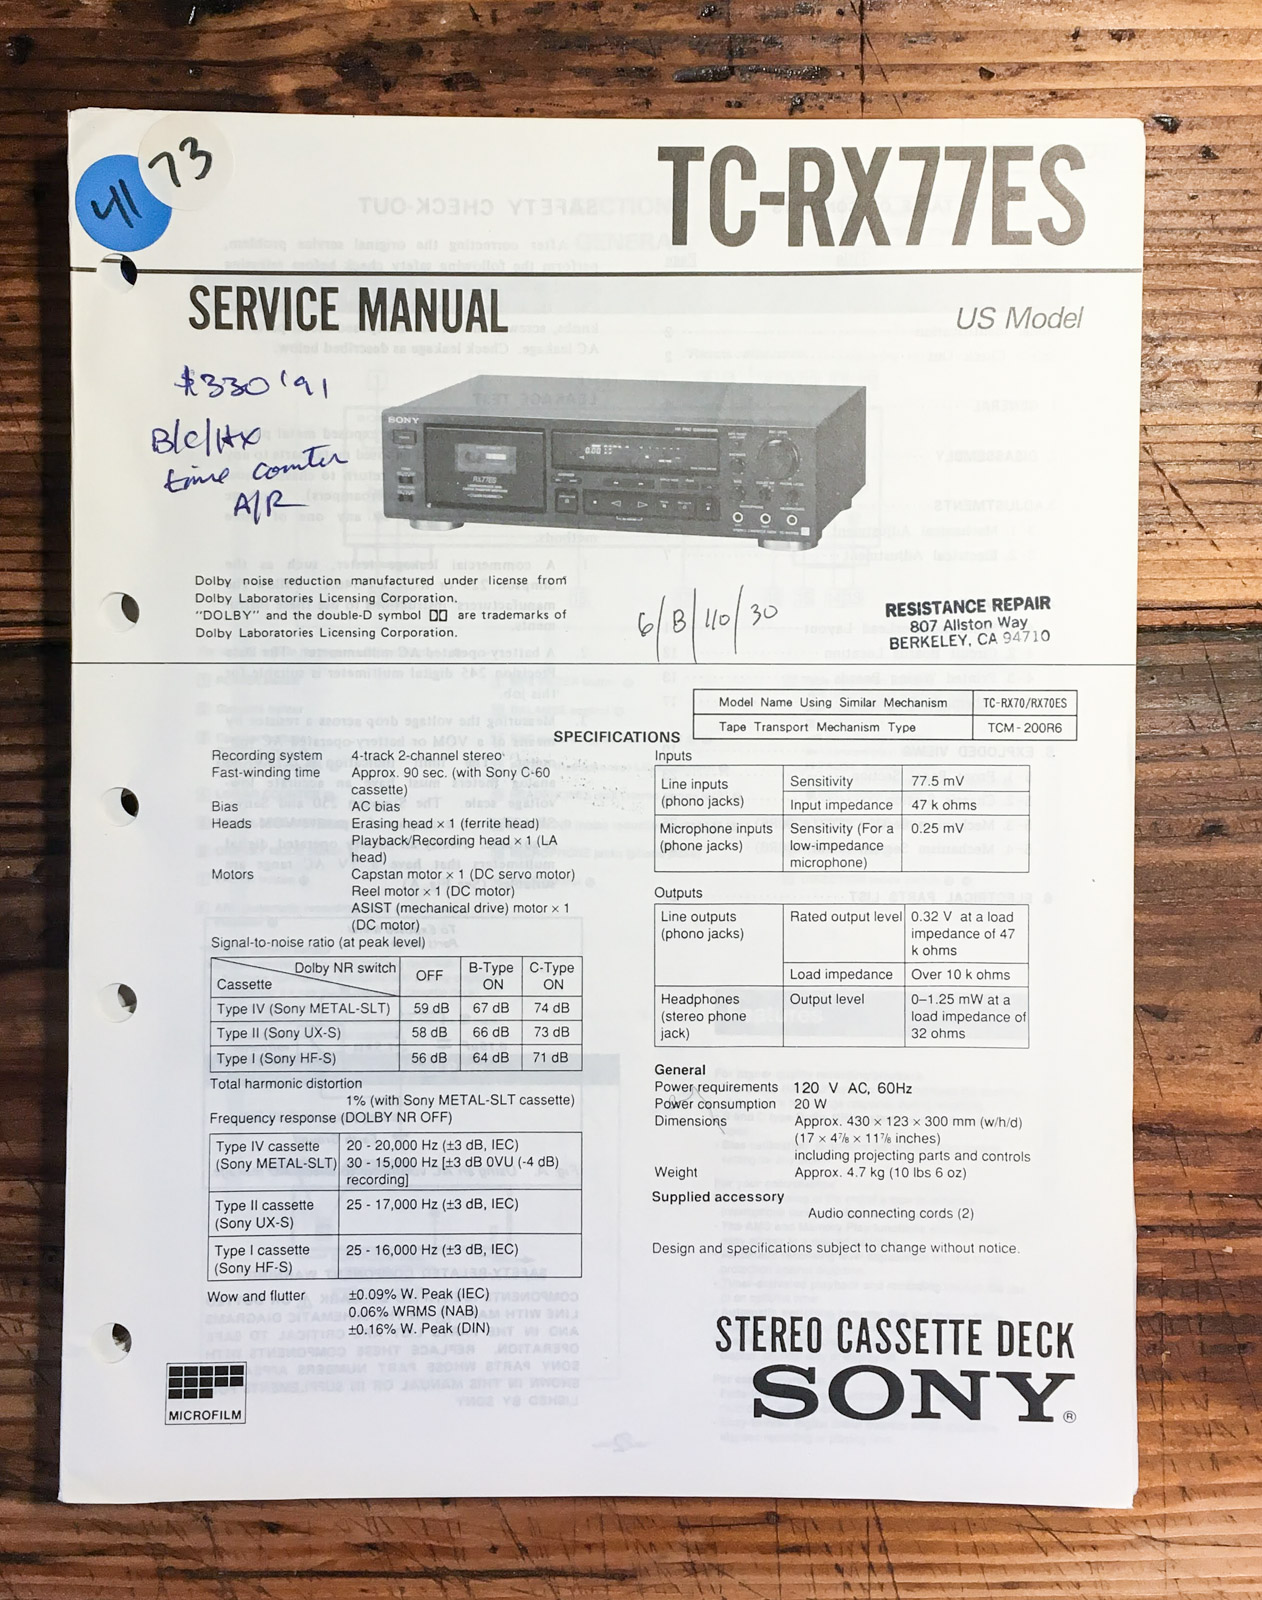 73
41
TC-RX77ES
SERVICE MANUAL
US Model
$330 '91
B/C/HX
time counter
A/R
SONY
RX77ES
Dolby noise reduction manufactured under license from
Dolby Laboratories Licensing Corporation.
"DOLBY" and the double-D symbol are trademarks of
Dolby Laboratories Licensing Corporation.
6/B/110/30
RESISTANCE REPAIR
807 Allston Way
BERKELEY, CA 94710
Model Name Using Similar Mechanism TC-RX70/RX70ES
Tape Transport Mechanism Type TCM-200R6
SPECIFICATIONS
Recording system 4-track 2-channel stereo
Fast-winding time Approx. 90 sec. (with Sony C-60
cassette)
Bias AC bias
Heads Erasing head × 1 (ferrite head)
Playback/Recording head × 1 (LA
head)
Motors Capstan motor × 1 (DC servo motor)
Reel motor × 1 (DC motor)
ASIST (mechanical drive) motor × 1
(DC motor)
Signal-to-noise ratio (at peak level)
Dolby NR switch
Cassette
OFF
B-Type
ON
C-Type
ON
Type IV (Sony METAL-SLT) 59 dB 67 dB 74 dB
Type II (Sony UX-S) 58 dB 66 dB 73 dB
Type I (Sony HF-S) 56 dB 64 dB 71 dB
Total harmonic distortion
1% (with Sony METAL-SLT cassette)
Frequency response (DOLBY NR OFF)
Type IV cassette
(Sony METAL-SLT)
20 - 20,000 Hz (±3 dB, IEC)
30 - 15,000 Hz [±3 dB 0VU (-4 dB)
recording]
Type II cassette
(Sony UX-S)
25 - 17,000 Hz (±3 dB, IEC)
Type I cassette
(Sony HF-S)
25 - 16,000 Hz (±3 dB, IEC)
Wow and flutter ±0.09% W. Peak (IEC)
0.06% WRMS (NAB)
±0.16% W. Peak (DIN)
MICROFILM
Inputs
Line inputs
(phono jacks)
Sensitivity 77.5 mV
Input impedance 47 k ohms
Microphone inputs
(phone jacks)
Sensitivity (For a
low-impedance
microphone)
0.25 mV
Outputs
Line outputs
(phono jacks)
Rated output level
0.32 V at a load
impedance of 47
k ohms
Load impedance Over 10 k ohms
Headphones
(stereo phone
jack)
Output level
0–1.25 mW at a
load impedance of
32 ohms
General
Power requirements 120 V AC, 60Hz
Power consumption 20 W
Dimensions Approx. 430 × 123 × 300 mm (w/h/d)
(17 × 4⅞ × 11⅞ inches)
including projecting parts and controls
Weight Approx. 4.7 kg (10 lbs 6 oz)
Supplied accessory
Audio connecting cords (2)
Design and specifications subject to change without notice.
STEREO CASSETTE DECK
SONY®